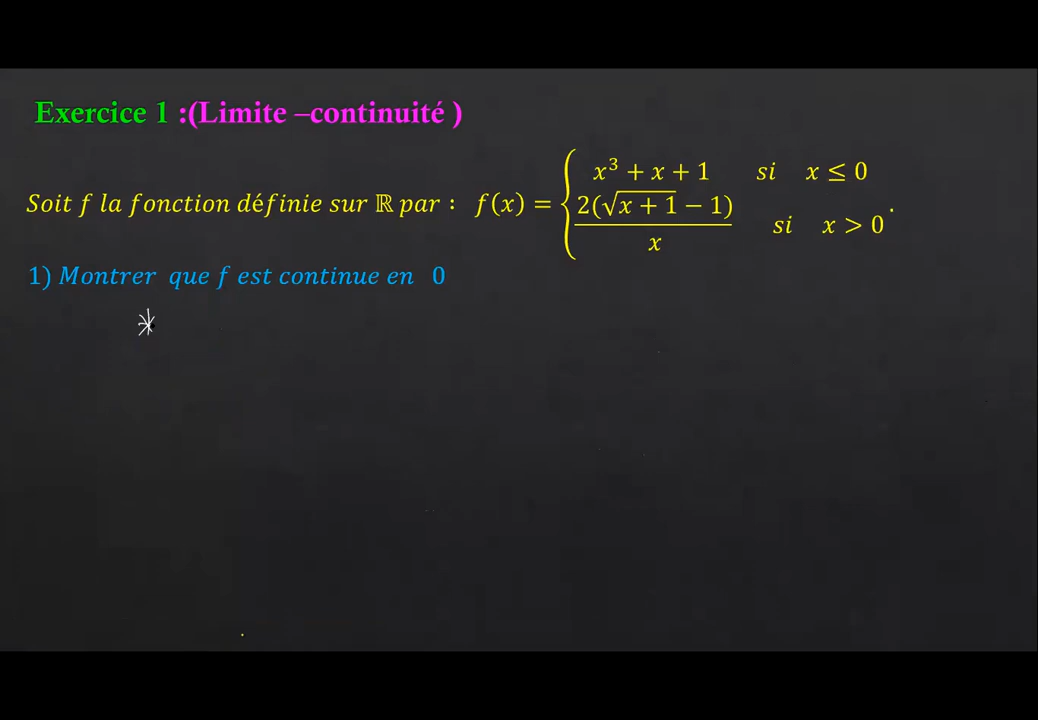 Exercice 1 :(Limite –continuité )
Soit f la fonction définie sur ℝ par : f(x) = { x³ + x + 1 si x ≤ 0
2(√x + 1 − 1) / x si x > 0 .
1) Montrer que f est continue en 0